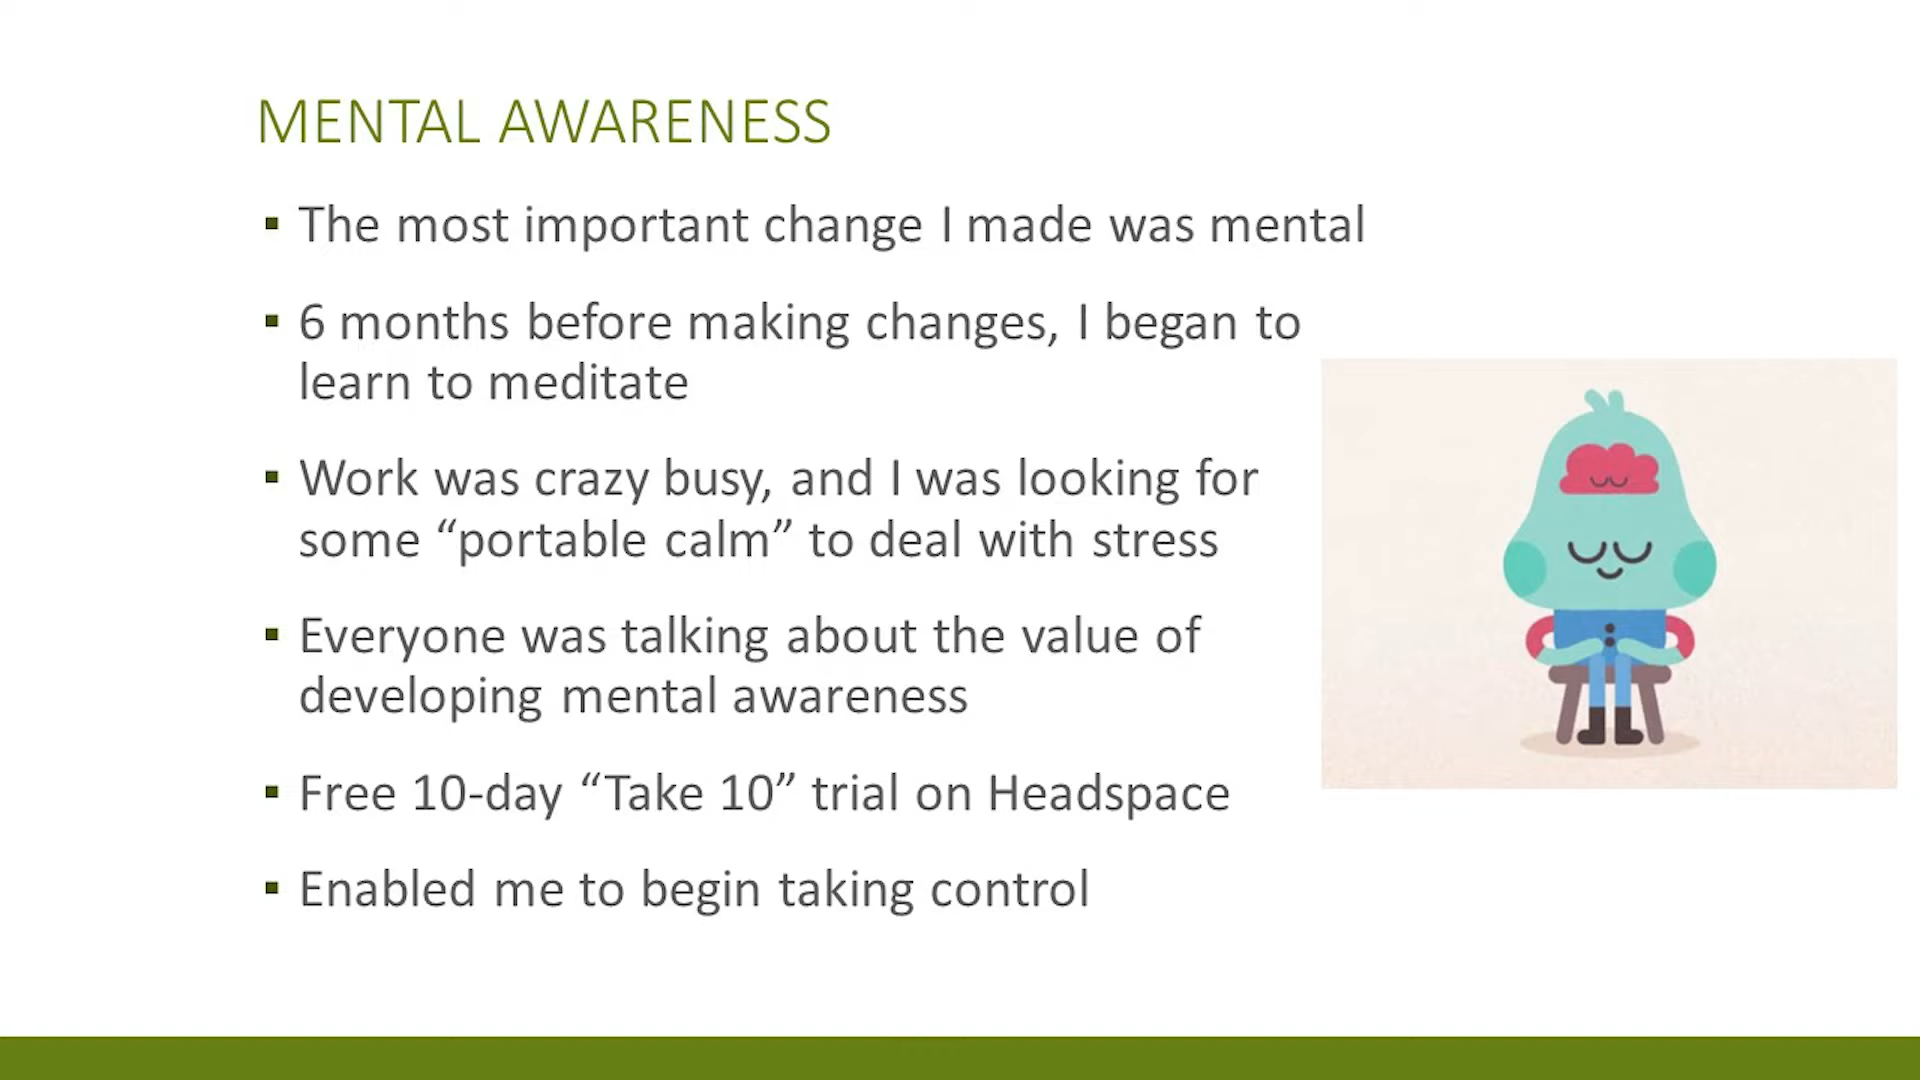 MENTAL AWARENESS
▪ The most important change I made was mental
▪ 6 months before making changes, I began to
learn to meditate
▪ Work was crazy busy, and I was looking for
some “portable calm” to deal with stress
▪ Everyone was talking about the value of
developing mental awareness
▪ Free 10-day “Take 10” trial on Headspace
▪ Enabled me to begin taking control